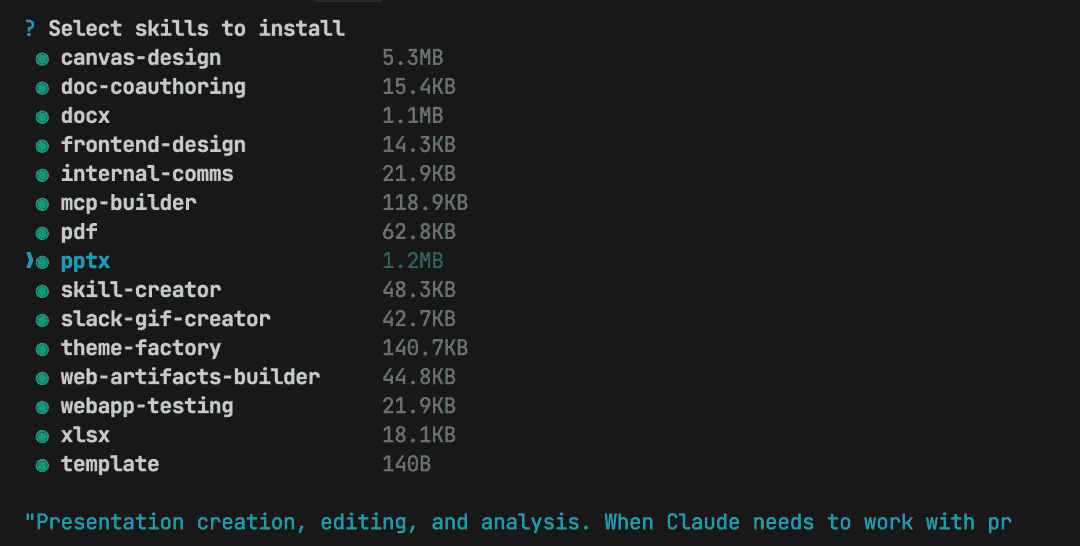 ? Select skills to install
◉ canvas-design 5.3MB
◉ doc-coauthoring 15.4KB
◉ docx 1.1MB
◉ frontend-design 14.3KB
◉ internal-comms 21.9KB
◉ mcp-builder 118.9KB
◉ pdf 62.8KB
❯◉ pptx 1.2MB
◉ skill-creator 48.3KB
◉ slack-gif-creator 42.7KB
◉ theme-factory 140.7KB
◉ web-artifacts-builder 44.8KB
◉ webapp-testing 21.9KB
◉ xlsx 18.1KB
◉ template 140B
"Presentation creation, editing, and analysis. When Claude needs to work with pr